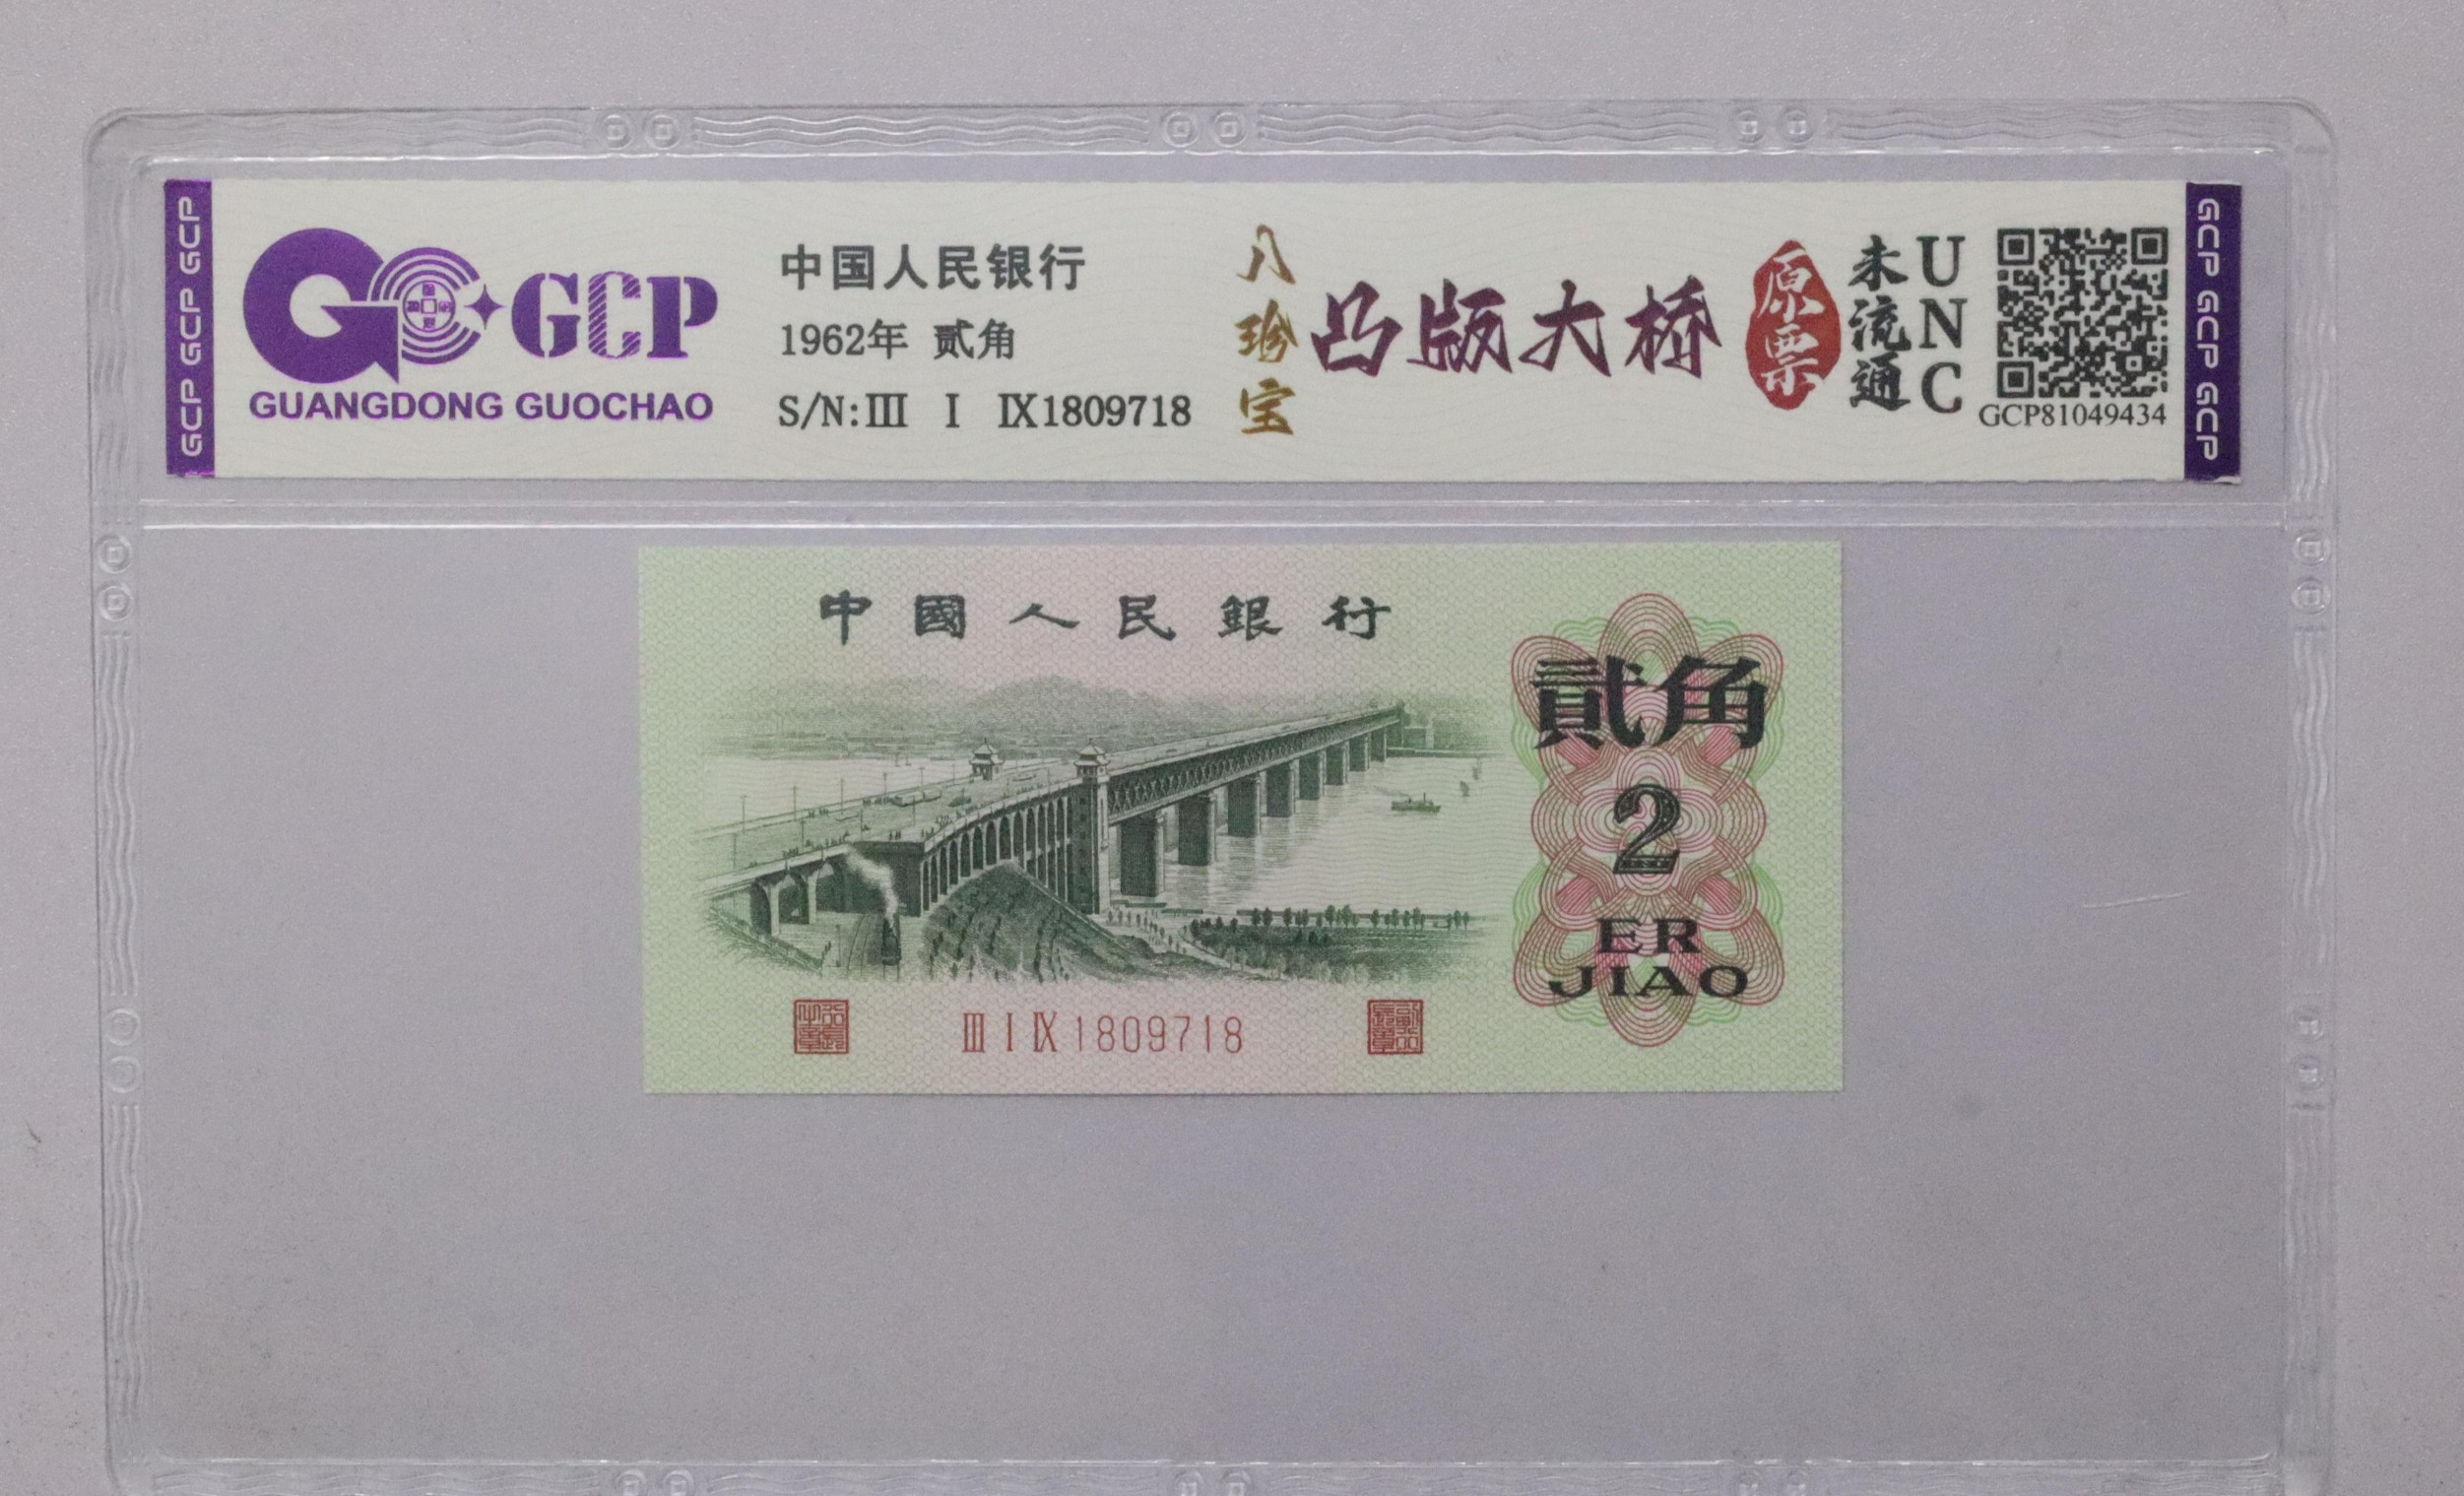 GCP GCP GCP
GCP
GUANGDONG GUOCHAO
中国人民银行
1962年 贰角
S/N:Ⅲ Ⅰ Ⅸ1809718
八珍宝
凸版大桥
原票
未流通
UNC
GCP81049434
GCP GCP GCP
中國人民銀行
貳角
2
ER
JIAO
Ⅲ Ⅰ Ⅸ 1809718